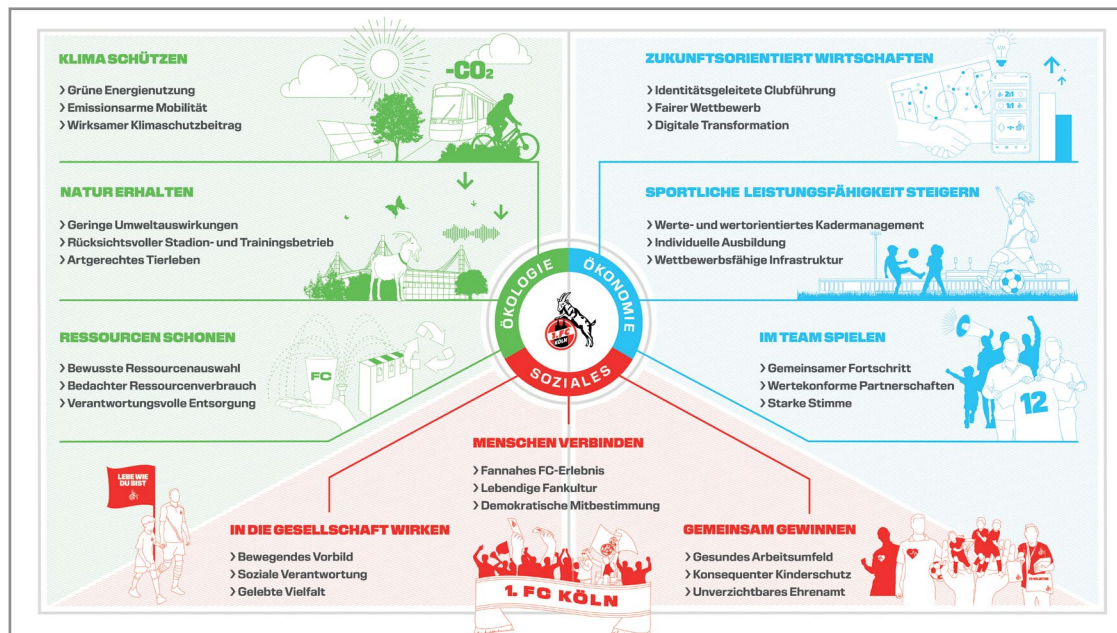 KLIMA SCHÜTZEN
❯ Grüne Energienutzung
❯ Emissionsarme Mobilität
❯ Wirksamer Klimaschutzbeitrag
-CO₂
NATUR ERHALTEN
❯ Geringe Umweltauswirkungen
❯ Rücksichtsvoller Stadion- und Trainingsbetrieb
❯ Artgerechtes Tierleben
RESSOURCEN SCHONEN
❯ Bewusste Ressourcenauswahl
❯ Bedachter Ressourcenverbrauch
❯ Verantwortungsvolle Entsorgung
FC
ZUKUNFTSORIENTIERT WIRTSCHAFTEN
❯ Identitätsgeleitete Clubführung
❯ Fairer Wettbewerb
❯ Digitale Transformation
2:1
1:1
SPORTLICHE LEISTUNGSFÄHIGKEIT STEIGERN
❯ Werte- und wertorientiertes Kadermanagement
❯ Individuelle Ausbildung
❯ Wettbewerbsfähige Infrastruktur
IM TEAM SPIELEN
❯ Gemeinsamer Fortschritt
❯ Wertekonforme Partnerschaften
❯ Starke Stimme
12
ÖKOLOGIE
ÖKONOMIE
SOZIALES
1. FC
KÖLN
MENSCHEN VERBINDEN
❯ Fannahes FC-Erlebnis
❯ Lebendige Fankultur
❯ Demokratische Mitbestimmung
LEBE WIE
DU BIST
IN DIE GESELLSCHAFT WIRKEN
❯ Bewegendes Vorbild
❯ Soziale Verantwortung
❯ Gelebte Vielfalt
1. FC KÖLN
GEMEINSAM GEWINNEN
❯ Gesundes Arbeitsumfeld
❯ Konsequenter Kinderschutz
❯ Unverzichtbares Ehrenamt